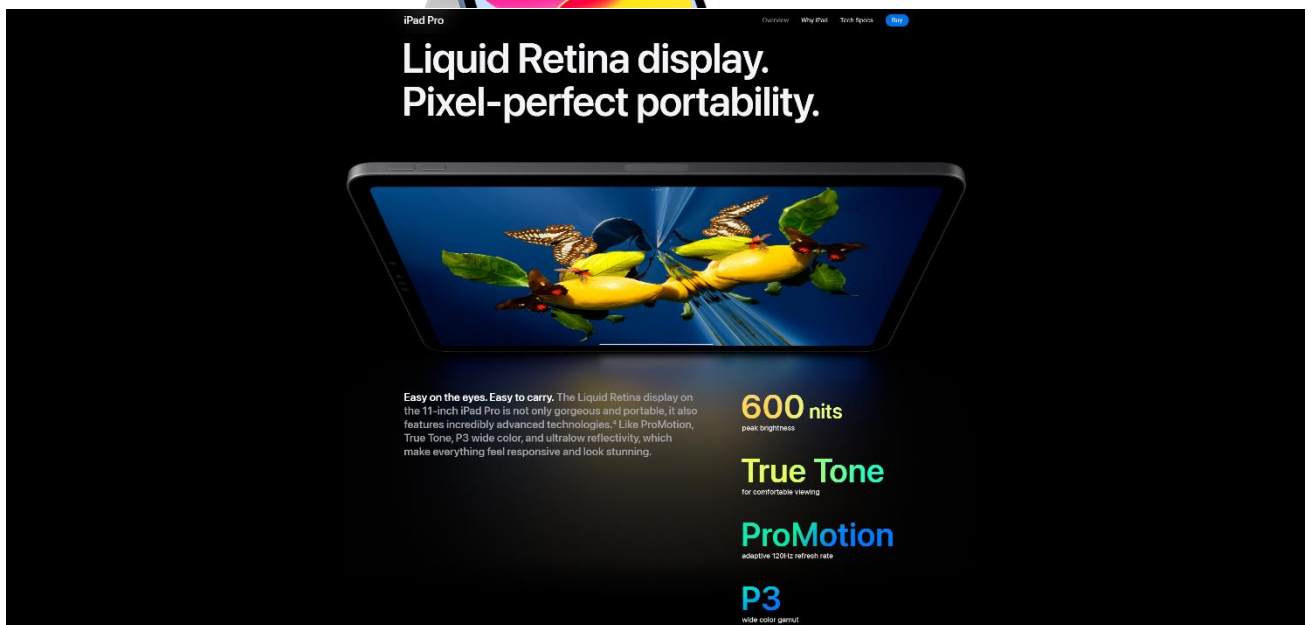 iPad Pro
Overview Why iPad Tech Specs Buy
Liquid Retina display.
Pixel-perfect portability.
Easy on the eyes. Easy to carry. The Liquid Retina display on
the 11-inch iPad Pro is not only gorgeous and portable, it also
features incredibly advanced technologies.⁴ Like ProMotion,
True Tone, P3 wide color, and ultralow reflectivity, which
make everything feel responsive and look stunning.
600 nits
peak brightness
True Tone
for comfortable viewing
ProMotion
adaptive 120Hz refresh rate
P3
wide color gamut